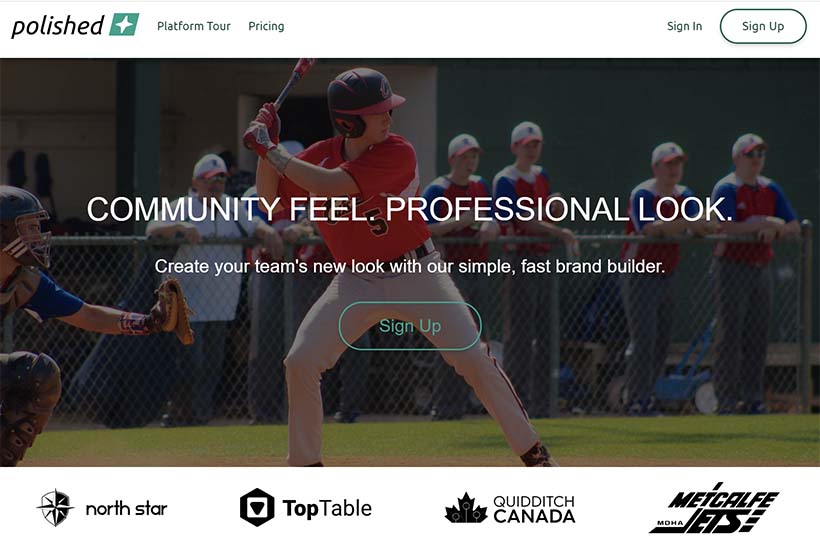 polished
Platform Tour
Pricing
Sign In
Sign Up
COMMUNITY FEEL. PROFESSIONAL LOOK.
Create your team's new look with our simple, fast brand builder.
Sign Up
north star
TopTable
QUIDDITCH
CANADA
METCALFE
MDHA JETS